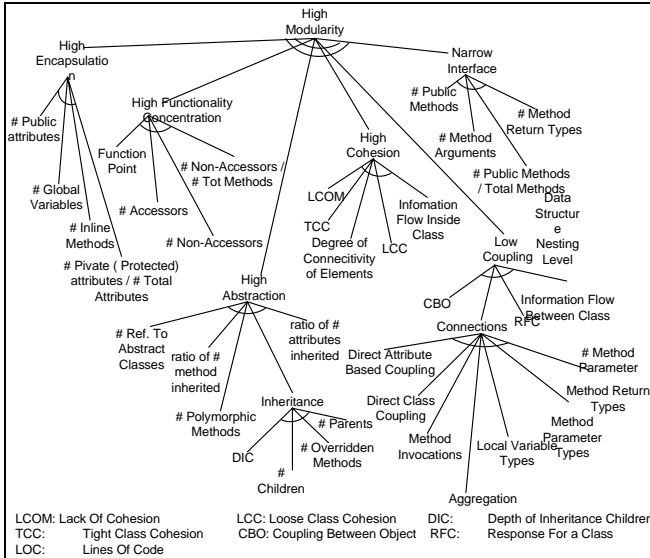 High
Modularity
High
Encapsulatio
n
Narrow
Interface
# Public
attributes
# Global
Variables
# Inline
Methods
# Pivate ( Protected)
attributes / # Total
Attributes
High Functionality
Concentration
Function
Point
# Accessors
# Non-Accessors /
# Tot Methods
# Non-Accessors
High
Cohesion
LCOM
TCC
Degree of
Connecitivity
of Elements
LCC
Infomation
Flow Inside
Class
# Public
Methods
# Method
Arguments
# Method
Return Types
# Public Methods
/ Total Methods
Data
Structur
e
Nesting
Level
Low
Coupling
CBO
RFC
Information Flow
Between Class
Connections
High
Abstraction
# Ref. To
Abstract
Classes
ratio of #
method
inherited
# Polymorphic
Methods
ratio of #
attributes
inherited
Inheritance
DIC
#
Children
# Overridden
Methods
# Parents
Direct Attribute
Based Coupling
Direct Class
Coupling
Method
Invocations
Aggregation
Local Variable
Types
Method
Parameter
Types
Method Return
Types
# Method
Parameter
LCOM: Lack Of Cohesion LCC: Loose Class Cohesion DIC: Depth of Inheritance Children
TCC: Tight Class Cohesion CBO: Coupling Between Object RFC: Response For a Class
LOC: Lines Of Code